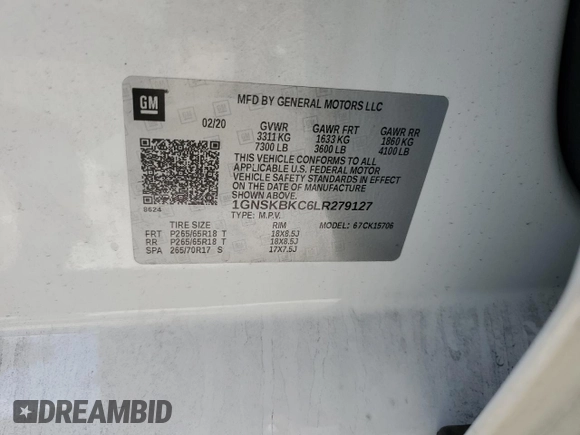 GM
MFD BY GENERAL MOTORS LLC
02/20 GVWR GAWR FRT GAWR RR
3311 KG 1633 KG 1860 KG
7300 LB 3600 LB 4100 LB
THIS VEHICLE CONFORMS TO ALL
APPLICABLE U.S. FEDERAL MOTOR
VEHICLE SAFETY STANDARDS IN
EFFECT ON THE DATE OF MANUFACTURE
SHOWN ABOVE.
1GNSKBKC6LR279127
8624
TYPE: M.P.V. MODEL: 67CK15706
TIRE SIZE RIM
FRT P265/65R18 T 18X8.5J
RR P265/65R18 T 18X8.5J
SPA 265/70R17 S 17X7.5J
DREAMBID